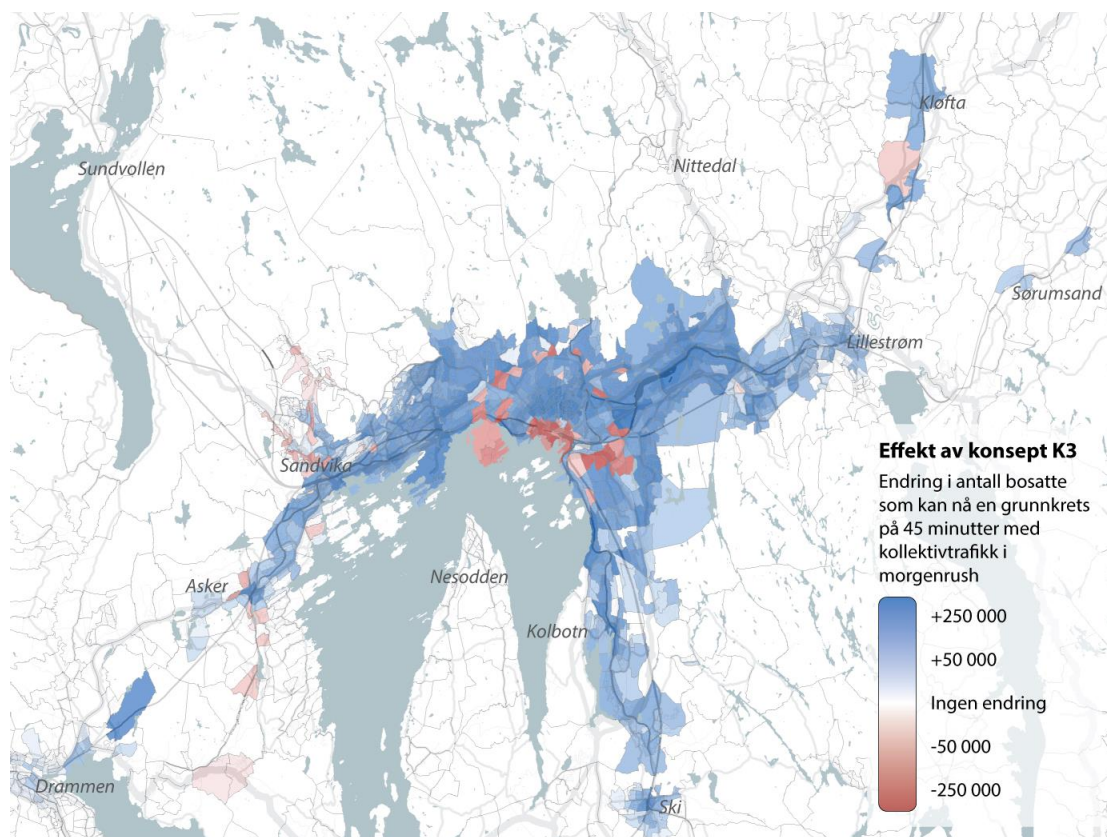 Kløfta
Sundvollen
Nittedal
Sørumsand
Lillestrøm
Sandvika
Asker
Nesodden
Kolbotn
Drammen
Ski
Effekt av konsept K3
Endring i antall bosatte
som kan nå en grunnkrets
på 45 minutter med
kollektivtrafikk i
morgenrush
+250 000
+50 000
Ingen endring
-50 000
-250 000